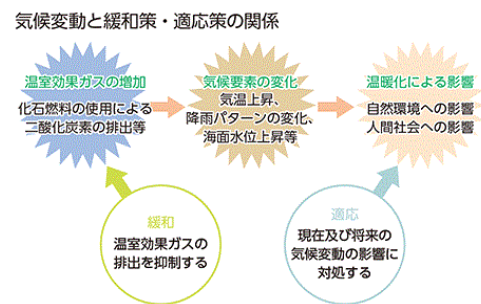 気候変動と緩和策・適応策の関係
温室効果ガスの増加
化石燃料の使用による
二酸化炭素の排出等
気候要素の変化
気温上昇、
降雨パターンの変化、
海面水位上昇等
温暖化による影響
自然環境への影響
人間社会への影響
緩和
温室効果ガスの
排出を抑制する
適応
現在及び将来の
気候変動の影響に
対処する